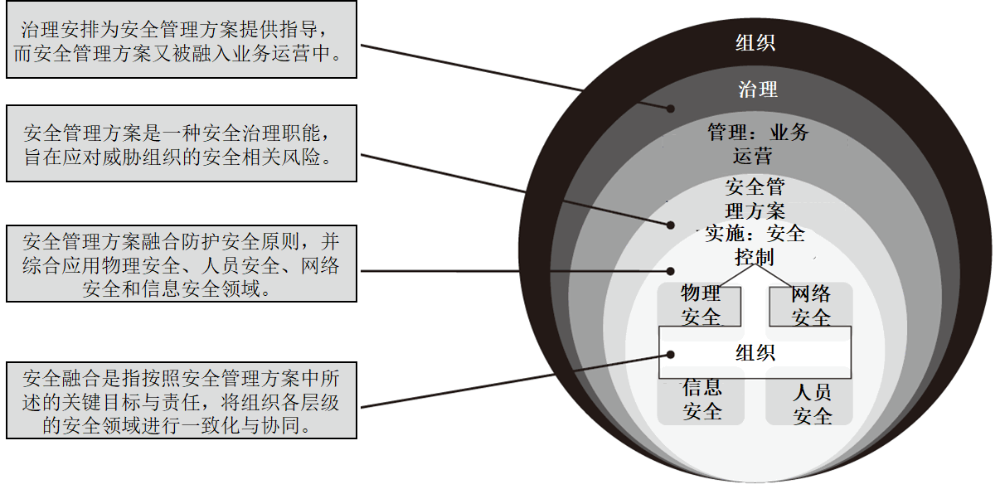 治理安排为安全管理方案提供指导，
而安全管理方案又被融入业务运营中。
安全管理方案是一种安全治理职能，
旨在应对威胁组织的安全相关风险。
安全管理方案融合防护安全原则，并
综合应用物理安全、人员安全、网络
安全和信息安全领域。
安全融合是指按照安全管理方案中所
述的关键目标与责任，将组织各层级
的安全领域进行一致化与协同。
组织
治理
管理：业务
运营
安全管
理方案
实施：安全
控制
物理
安全
网络
安全
组织
信息
安全
人员
安全